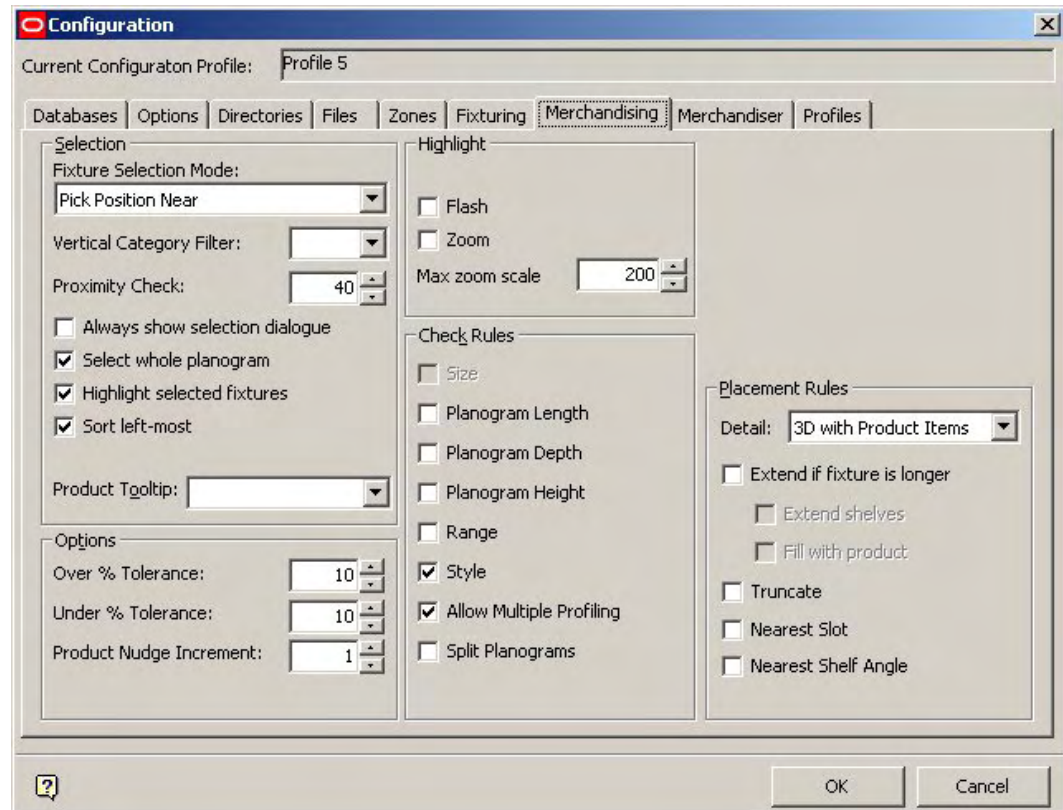 Configuration
Current Configuraton Profile: Profile 5
Databases Options Directories Files Zones Fixturing Merchandising Merchandiser Profiles
Selection
Fixture Selection Mode:
Pick Position Near
Vertical Category Filter:
Proximity Check: 40
Always show selection dialogue
Select whole planogram
Highlight selected fixtures
Sort left-most
Product Tooltip:
Options
Over % Tolerance: 10
Under % Tolerance: 10
Product Nudge Increment: 1
Highlight
Flash
Zoom
Max zoom scale 200
Check Rules
Size
Planogram Length
Planogram Depth
Planogram Height
Range
Style
Allow Multiple Profiling
Split Planograms
Placement Rules
Detail: 3D with Product Items
Extend if fixture is longer
Extend shelves
Fill with product
Truncate
Nearest Slot
Nearest Shelf Angle
?
OK Cancel